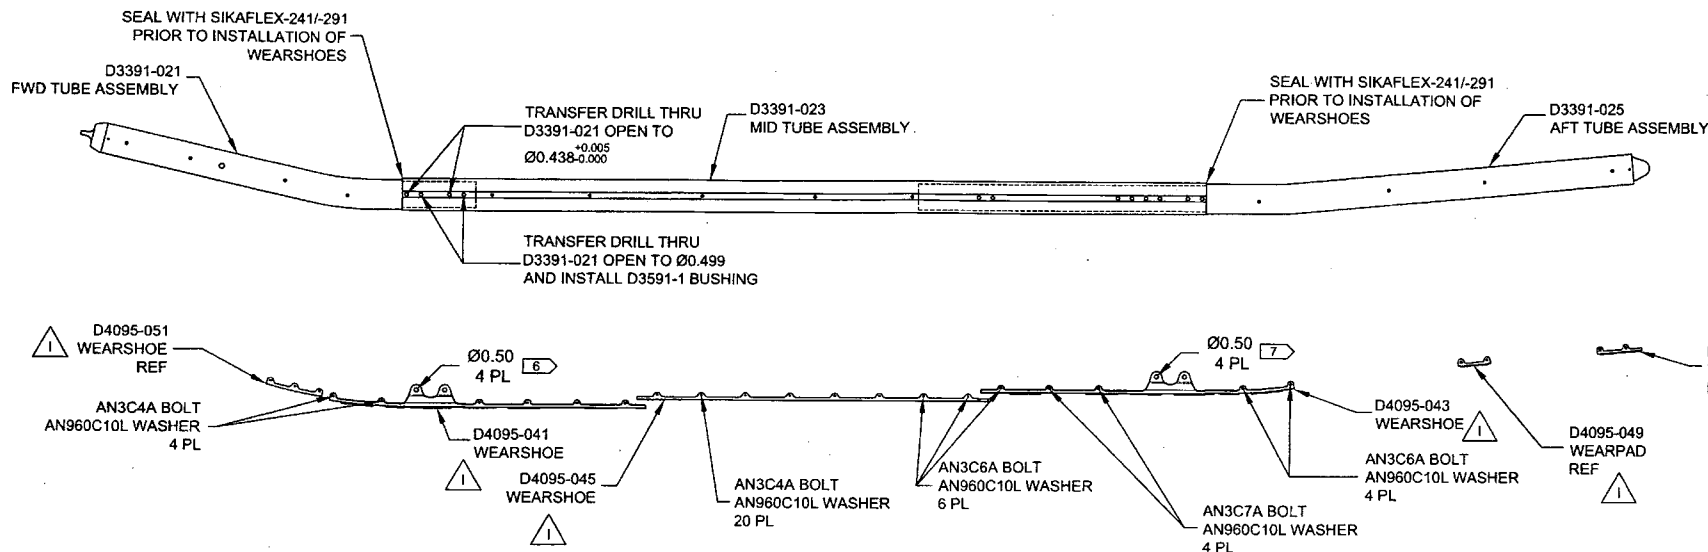 SEAL WITH SIKAFLEX-241/-291
PRIOR TO INSTALLATION OF
WEARSHOES
D3391-021
FWD TUBE ASSEMBLY
TRANSFER DRILL THRU
D3391-021 OPEN TO
Ø0.438+0.005
-0.000
D3391-023
MID TUBE ASSEMBLY
SEAL WITH SIKAFLEX-241/-291
PRIOR TO INSTALLATION OF
WEARSHOES
D3391-025
AFT TUBE ASSEMBLY
TRANSFER DRILL THRU
D3391-021 OPEN TO Ø0.499
AND INSTALL D3591-1 BUSHING
1
D4095-051
WEARSHOE
REF
Ø0.50
4 PL
6
AN3C4A BOLT
AN960C10L WASHER
4 PL
D4095-041
WEARSHOE
1
D4095-045
WEARSHOE
1
AN3C4A BOLT
AN960C10L WASHER
20 PL
AN3C6A BOLT
AN960C10L WASHER
6 PL
Ø0.50
4 PL
7
AN3C7A BOLT
AN960C10L WASHER
4 PL
AN3C6A BOLT
AN960C10L WASHER
4 PL
D4095-043
WEARSHOE
1
D4095-049
WEARPAD
REF
1